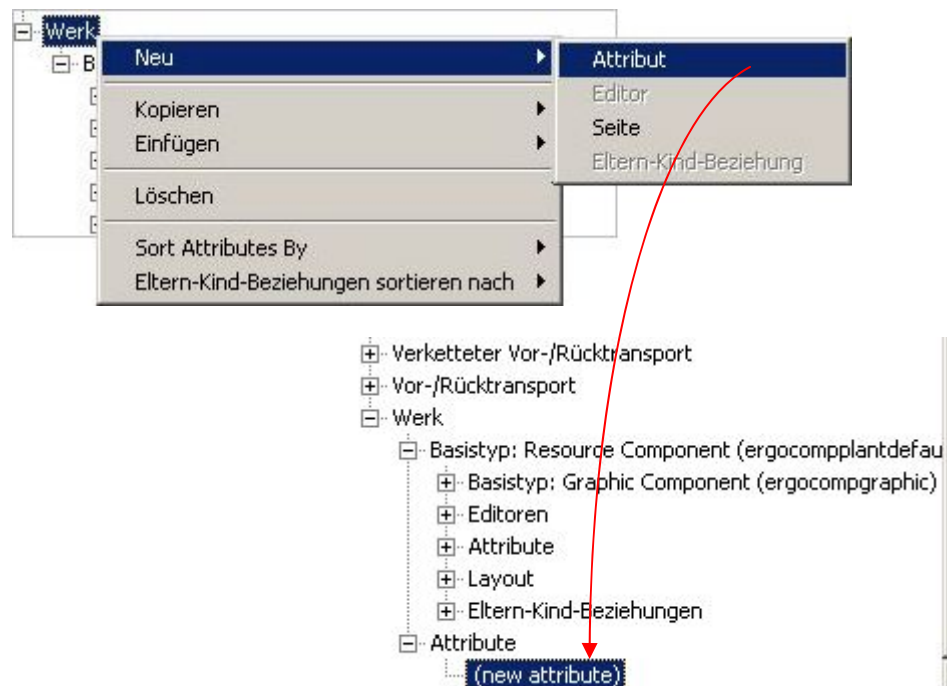 Werk
B
Neu
Kopieren
Einfügen
Löschen
Sort Attributes By
Eltern-Kind-Beziehungen sortieren nach
Attribut
Editor
Seite
Eltern-Kind-Beziehung
Verketteter Vor-/Rücktransport
Vor-/Rücktransport
Werk
Basistyp: Resource Component (ergocompplantdefau
Basistyp: Graphic Component (ergocompgraphic)
Editoren
Attribute
Layout
Eltern-Kind-Beziehungen
Attribute
(new attribute)